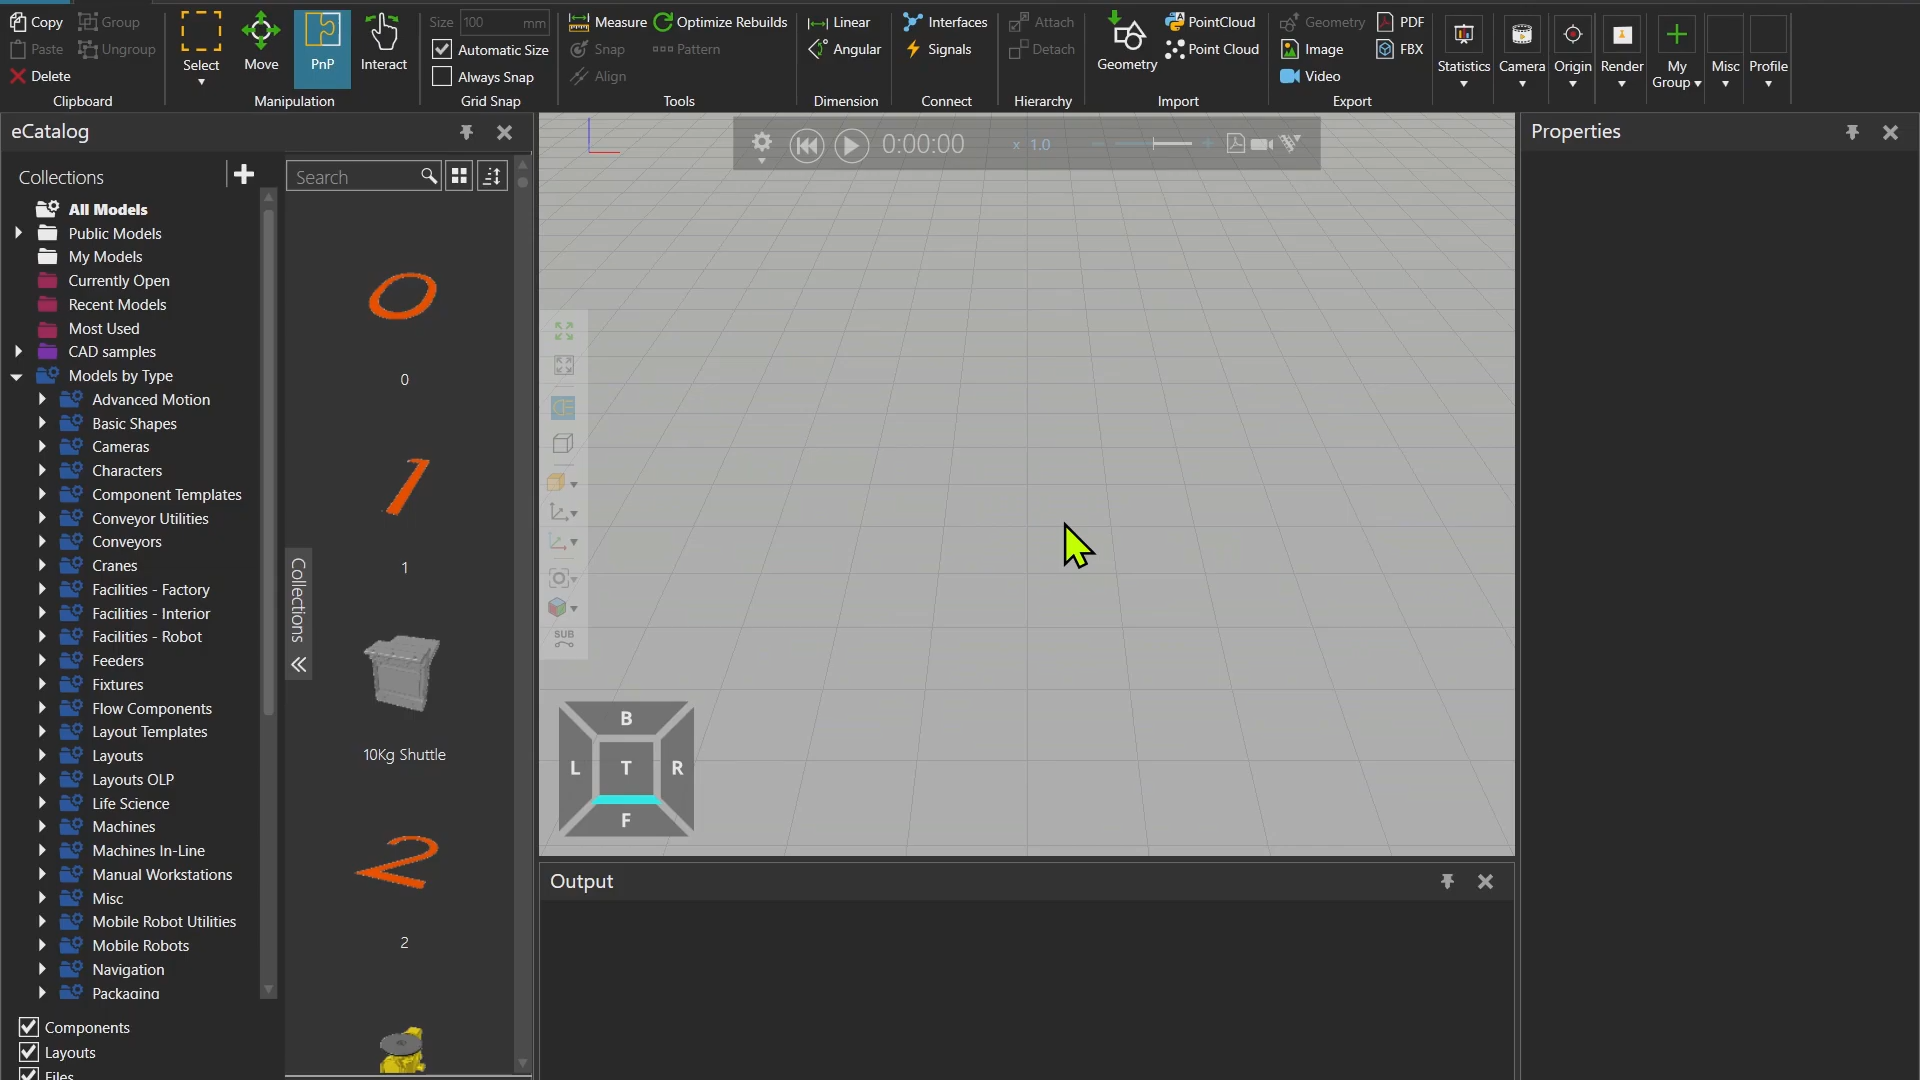 Copy
Group
Paste
Ungroup
Delete
Clipboard
Select
Move
PnP
Interact
Manipulation
Size 100 mm
Automatic Size
Always Snap
Grid Snap
Measure
Optimize Rebuilds
Snap
Pattern
Align
Tools
Linear
Angular
Dimension
Interfaces
Signals
Connect
Attach
Detach
Hierarchy
Geometry
PointCloud
Point Cloud
Import
Geometry
PDF
Image
FBX
Video
Export
Statistics
Camera
Origin
Render
My
Group
Misc
Profile
eCatalog
Collections
Search
All Models
Public Models
My Models
Currently Open
Recent Models
Most Used
CAD samples
Models by Type
Advanced Motion
Basic Shapes
Cameras
Characters
Component Templates
Conveyor Utilities
Conveyors
Cranes
Facilities - Factory
Facilities - Interior
Facilities - Robot
Feeders
Fixtures
Flow Components
Layout Templates
Layouts
Layouts OLP
Life Science
Machines
Machines In-Line
Manual Workstations
Misc
Mobile Robot Utilities
Mobile Robots
Navigation
Packaging
Components
Layouts
Files
Collections
0
0
1
1
10Kg Shuttle
2
2
0:00:00
x 1.0
SUB
B
L T R
F
Output
Properties